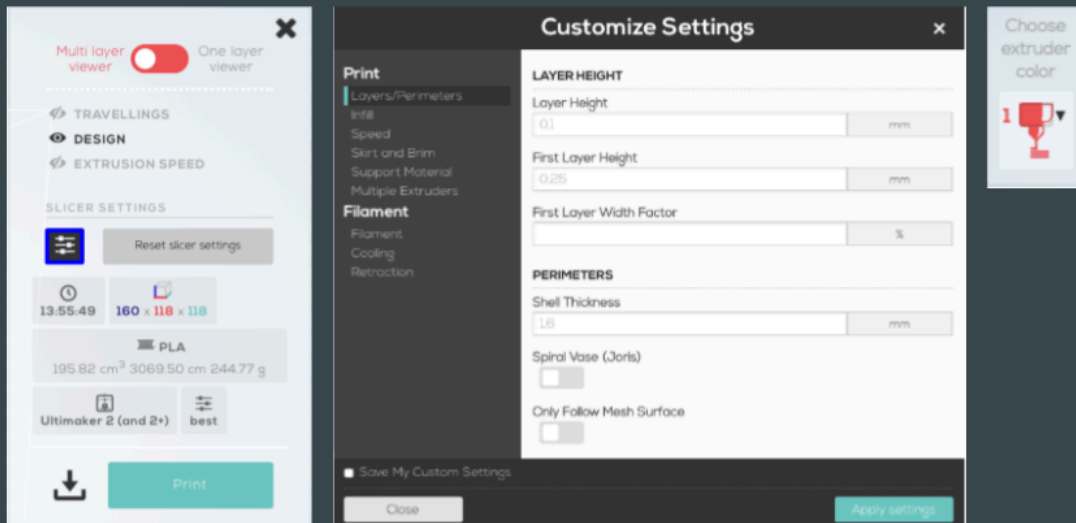 Multi layer
viewer
One layer
viewer
TRAVELLINGS
DESIGN
EXTRUSION SPEED
SLICER SETTINGS
Reset slicer settings
13:55:49
160 x 118 x 118
PLA
195.82 cm³ 3069.50 cm 244.77 g
Ultimaker 2 (and 2+)
best
Print
Customize Settings
Print
Layers/Perimeters
Infill
Speed
Skirt and Brim
Support Material
Multiple Extruders
Filament
Filament
Cooling
Retraction
LAYER HEIGHT
Layer Height
0.1 mm
First Layer Height
0.25 mm
First Layer Width Factor
%
PERIMETERS
Shell Thickness
1.6 mm
Spiral Vase (Joris)
Only Follow Mesh Surface
Save My Custom Settings
Close
Apply settings
Choose
extruder
color
1